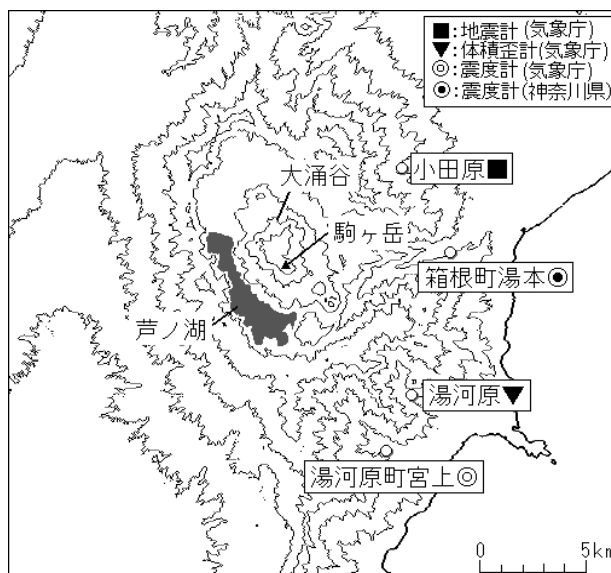 ■:地震計(気象庁)
▼:体積歪計(気象庁)
◎:震度計(気象庁)
◉:震度計(神奈川県)
大涌谷
小田原■
駒ヶ岳
箱根町湯本◉
芦ノ湖
湯河原▼
湯河原町宮上◎
0 5km